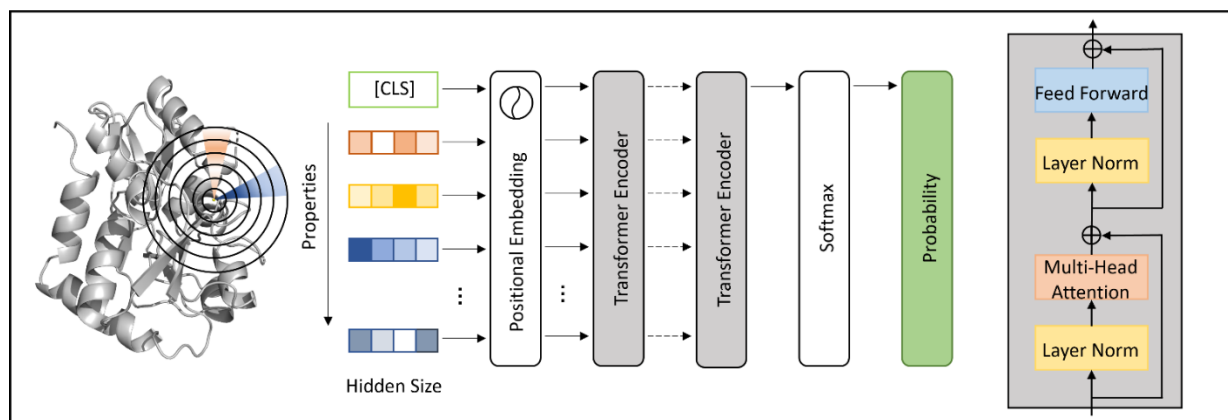 [CLS]
Properties
...
Hidden Size
Positional Embedding
...
Transformer Encoder
Transformer Encoder
Softmax
Probability
Feed Forward
Layer Norm
Multi-Head
Attention
Layer Norm